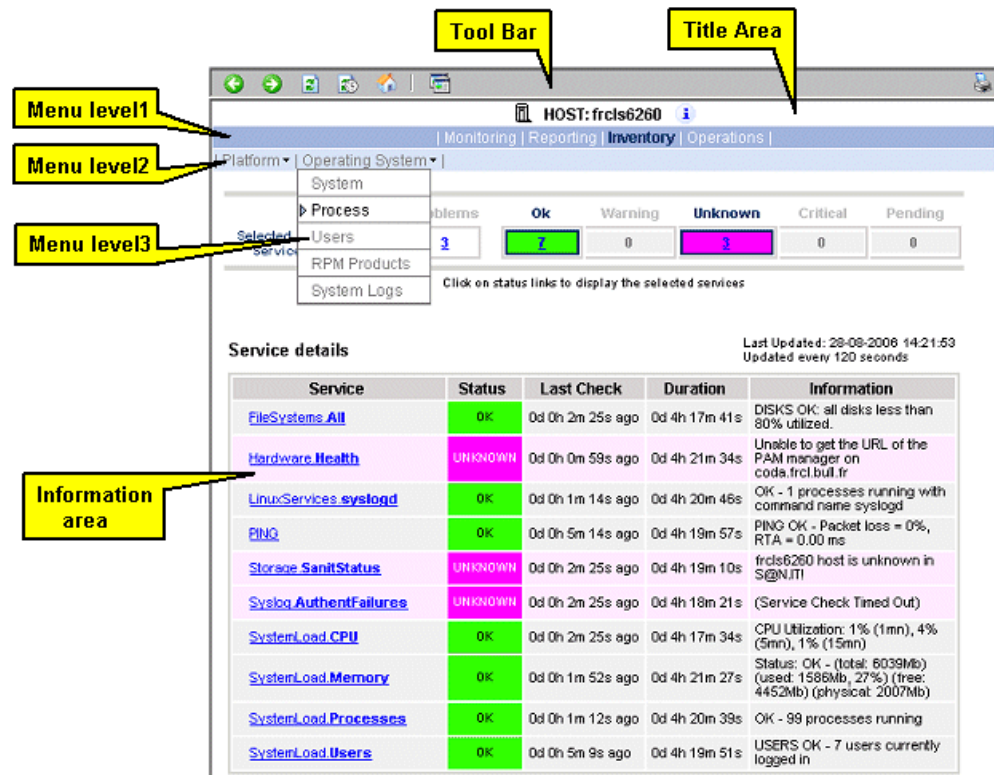 Tool Bar
Title Area
Menu level1
HOST: frcls6260
| Monitoring | Reporting | Inventory | Operations |
Menu level2
| Platform | Operating System |
System
Process
Users
RPM Products
System Logs
Menu level3
Selected
Ok
Warning
Unknown
Critical
Pending
3
7
0
3
0
0
Click on status links to display the selected services
Service details
Last Updated: 28-08-2006 14:21:53
Updated every 120 seconds
Service Status Last Check Duration Information
FileSystems.All OK 0d 0h 2m 25s ago 0d 4h 17m 41s DISKS OK: all disks less than
80% utilized.
Hardware.Health UNKNOWN 0d 0h 0m 59s ago 0d 4h 21m 34s Unable to get the URL of the
PAM manager on
coda.frcl.bull.fr
Information
area
LinuxServices.syslogd OK 0d 0h 1m 14s ago 0d 4h 20m 46s OK - 1 processes running with
command name syslogd
PING OK 0d 0h 5m 14s ago 0d 4h 19m 57s PING OK - Packet loss = 0%,
RTA = 0.00 ms
Storage.SanitStatus UNKNOWN 0d 0h 2m 25s ago 0d 4h 19m 10s frcls6260 host is unknown in
S@N.IT!
Syslog.AuthentFailures UNKNOWN 0d 0h 2m 25s ago 0d 4h 18m 21s (Service Check Timed Out)
SystemLoad.CPU OK 0d 0h 2m 25s ago 0d 4h 17m 34s CPU Utilization: 1% (1mn), 4%
(5mn), 1% (15mn)
SystemLoad.Memory OK 0d 0h 1m 52s ago 0d 4h 21m 27s Status: OK - (total: 6039Mb)
(used: 1586Mb, 27%) (free:
4452Mb) (physical: 2007Mb)
SystemLoad.Processes OK 0d 0h 1m 12s ago 0d 4h 20m 39s OK - 99 processes running
SystemLoad.Users OK 0d 0h 5m 9s ago 0d 4h 19m 51s USERS OK - 7 users currently
logged in